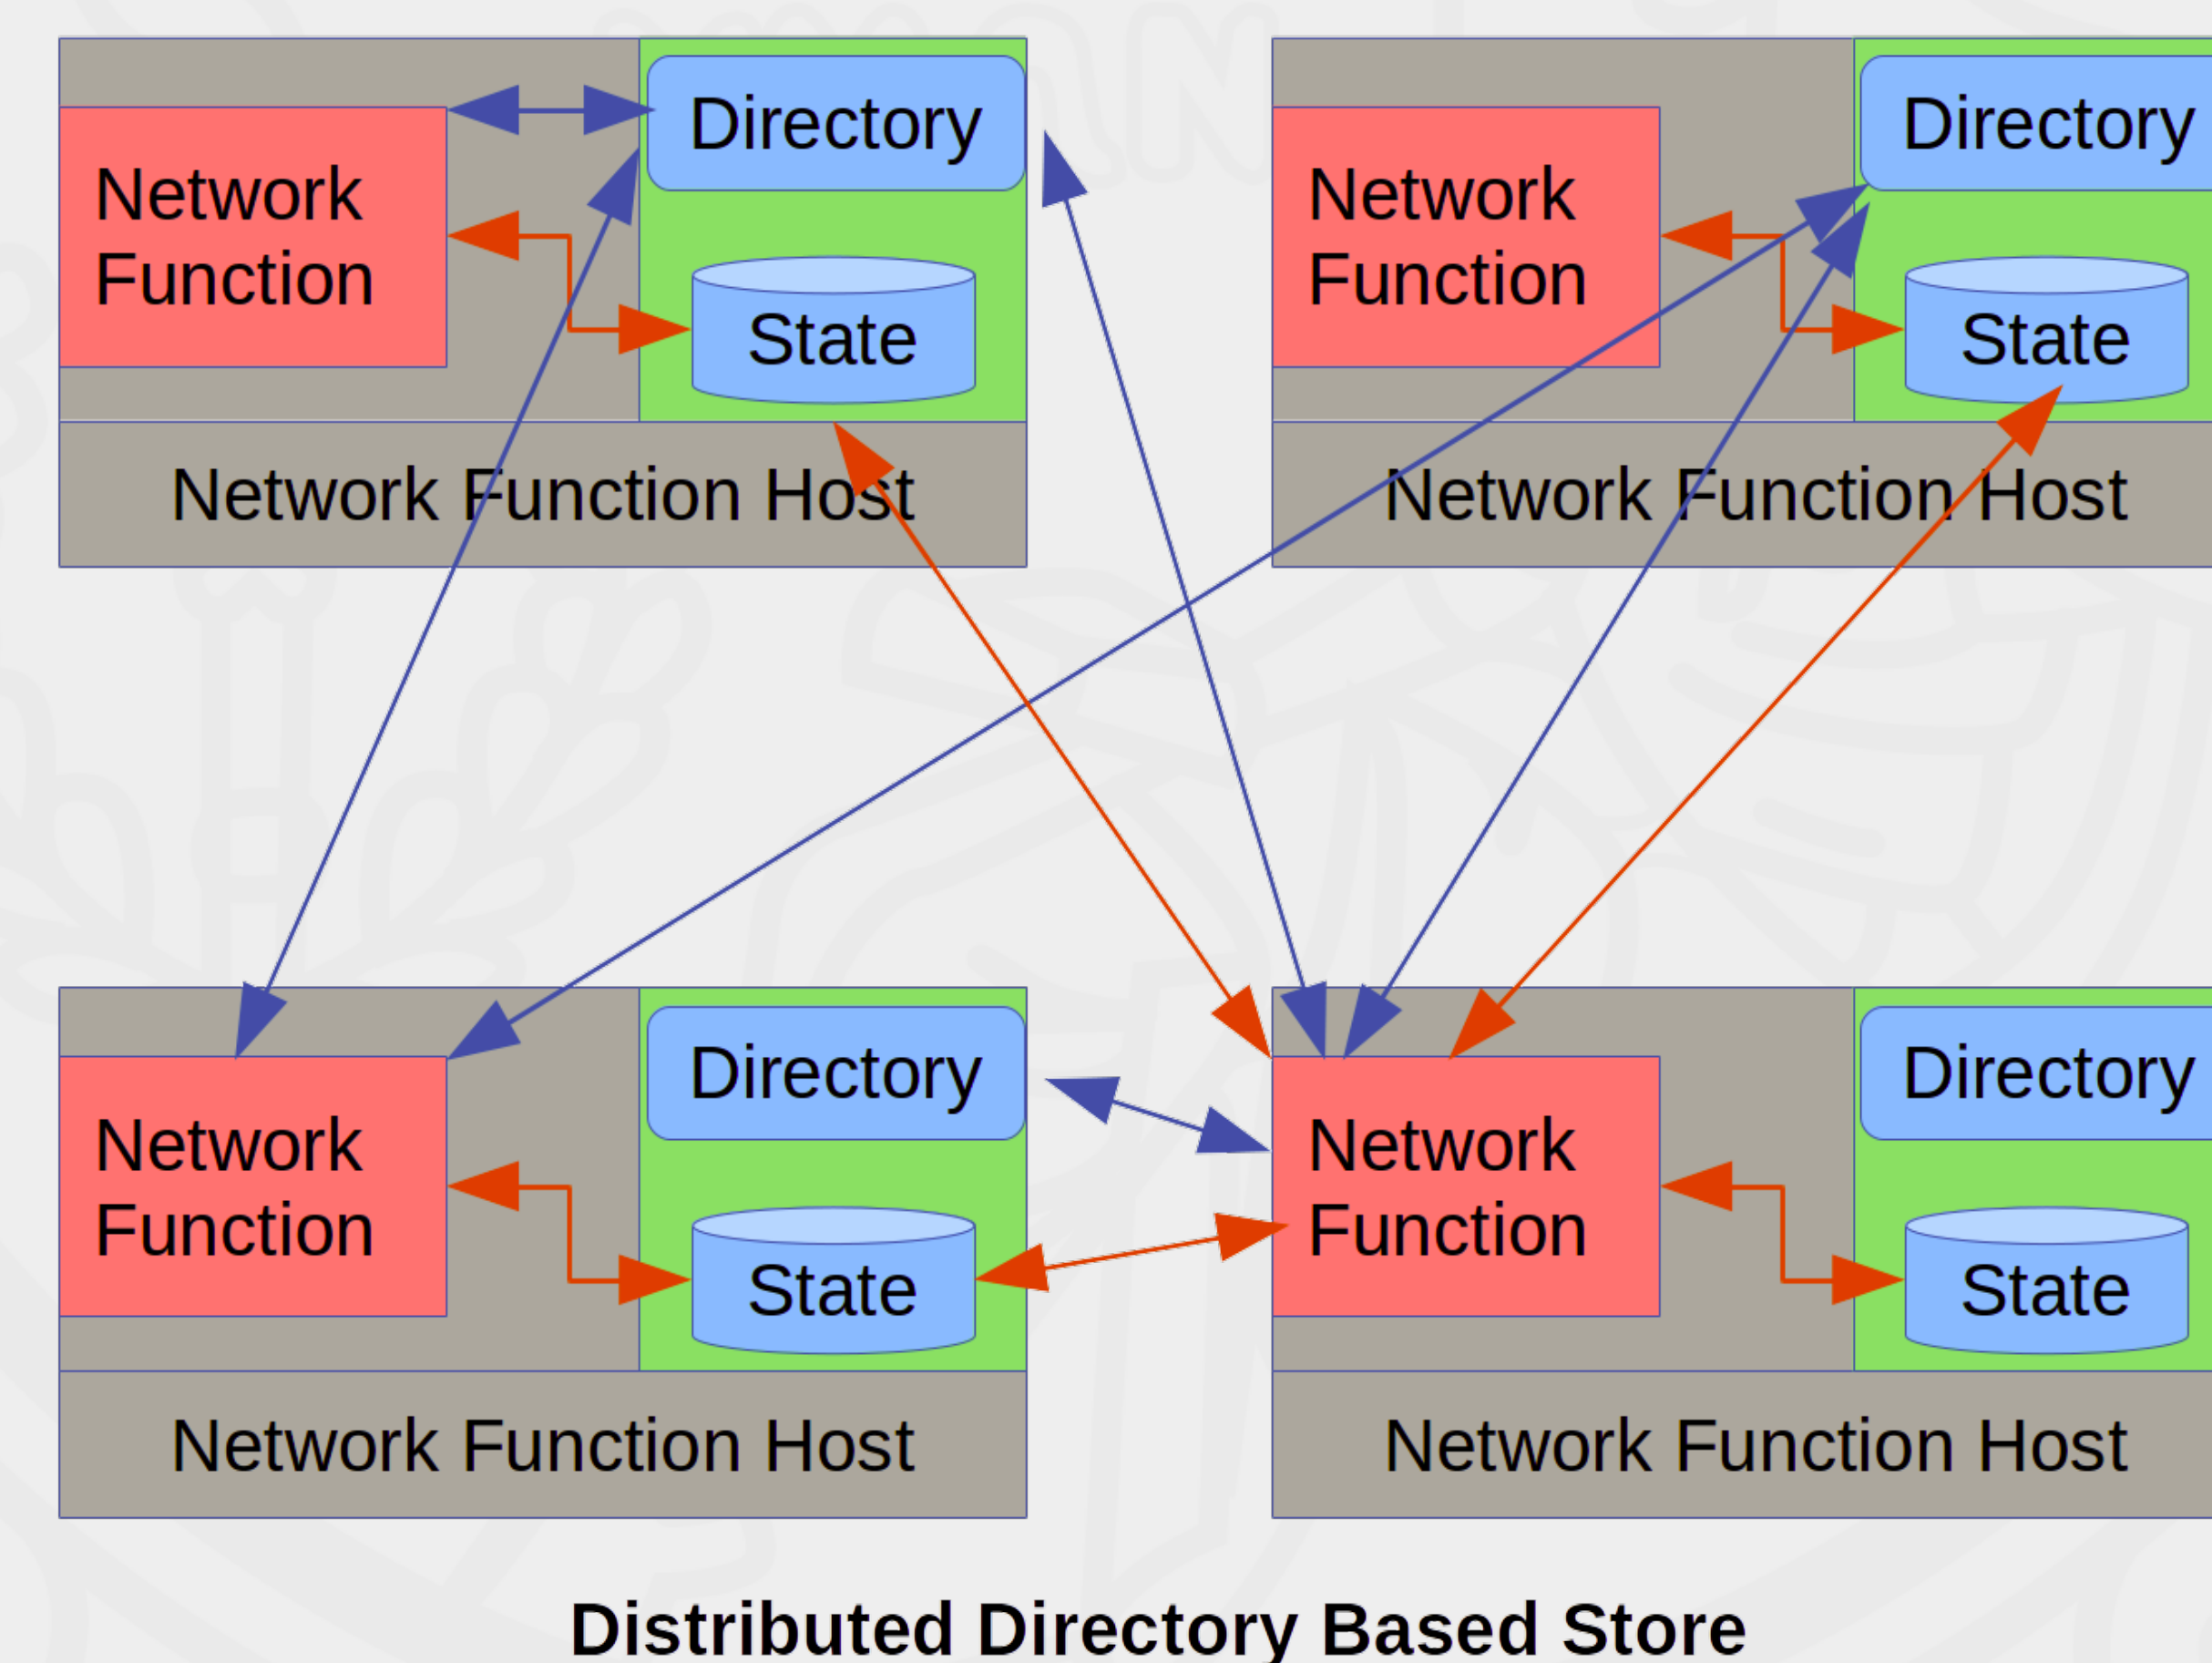 Directory
Network
Function
State
Network Function Host
Directory
Network
Function
State
Network Function Host
Directory
Network
Function
State
Network Function Host
Directory
Network
Function
State
Network Function Host
Distributed Directory Based Store